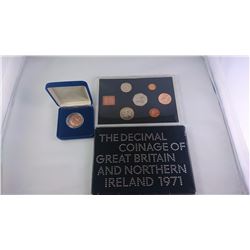 THE DECIMAL
COINAGE OF
GREAT BRITAIN
AND NORTHERN
IRELAND 1971